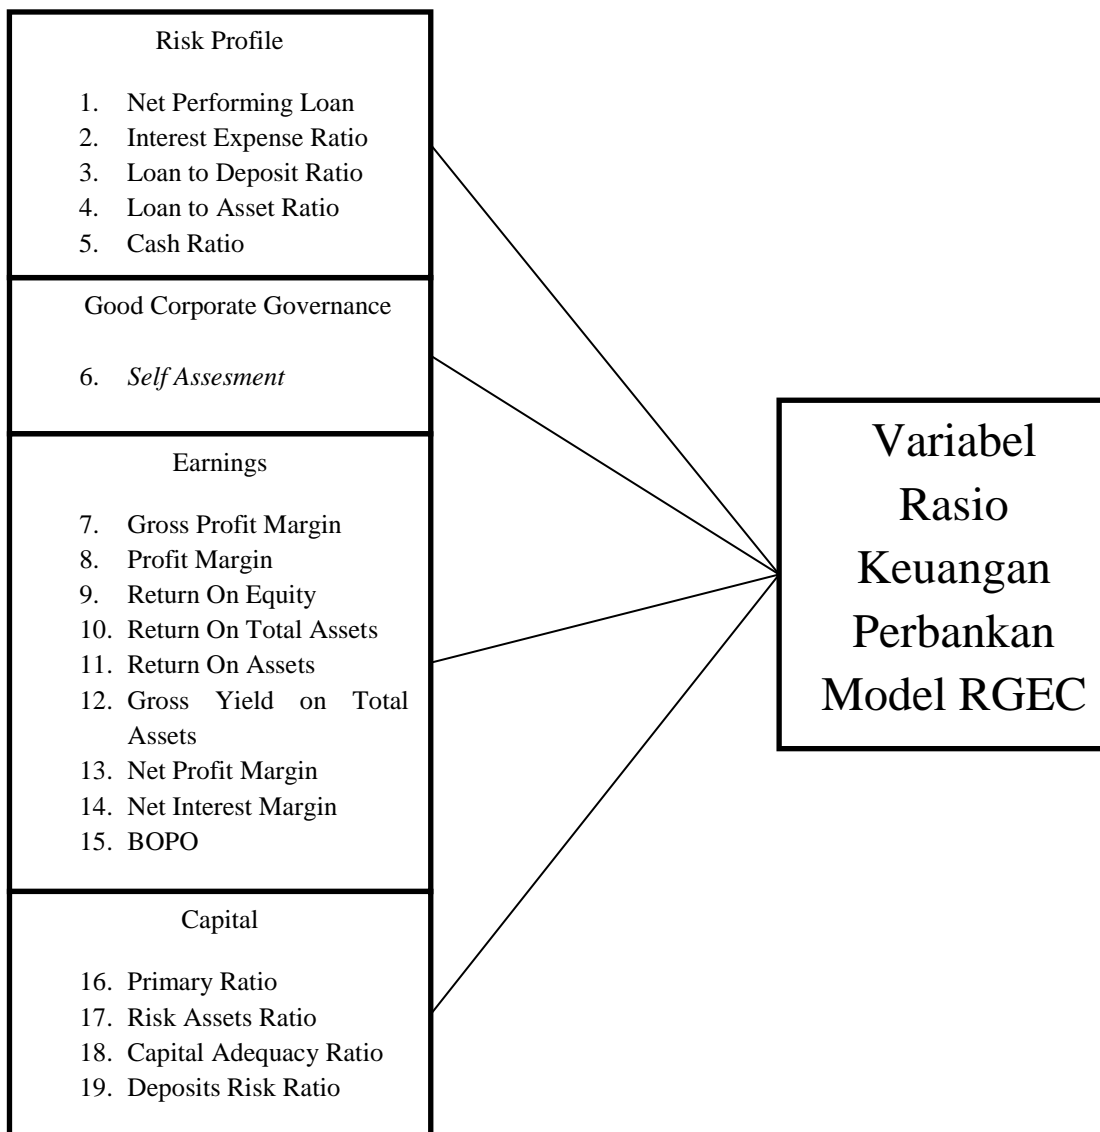 Risk Profile
1. Net Performing Loan
2. Interest Expense Ratio
3. Loan to Deposit Ratio
4. Loan to Asset Ratio
5. Cash Ratio
Good Corporate Governance
6. Self Assesment
Earnings
7. Gross Profit Margin
8. Profit Margin
9. Return On Equity
10. Return On Total Assets
11. Return On Assets
12. Gross Yield on Total
Assets
13. Net Profit Margin
14. Net Interest Margin
15. BOPO
Capital
16. Primary Ratio
17. Risk Assets Ratio
18. Capital Adequacy Ratio
19. Deposits Risk Ratio
Variabel
Rasio
Keuangan
Perbankan
Model RGEC